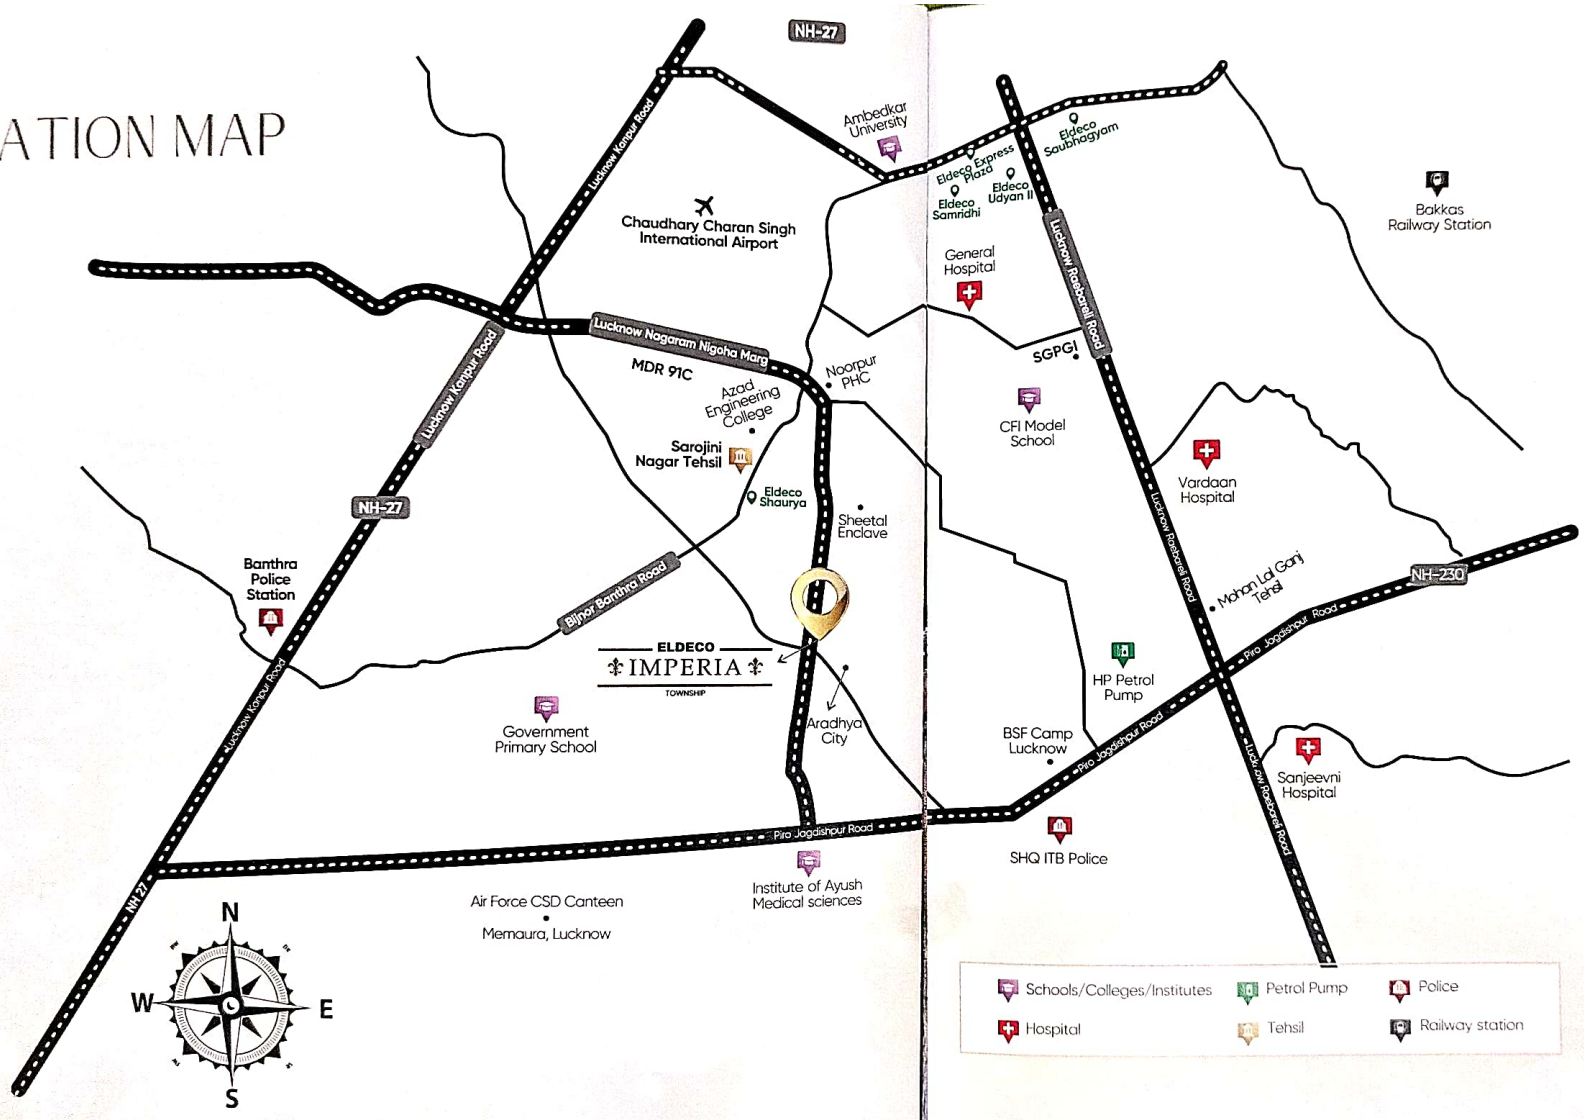 ATION MAP
NH-27
Ambedkar
University
Lucknow Kanpur Road
Chaudhary Charan Singh
International Airport
Eldeco Express
Plaza
Eldeco
Saubhagyam
Eldeco
Udyan II
Eldeco
Samridhi
Bakkas
Railway Station
General
Hospital
Lucknow Raebareli Road
Lucknow Nagaram Nigoha Marg
MDR 91C
SGPGI
Noorpur
PHC
Azad
Engineering
College
Lucknow Kanpur Road
Sarojini
Nagar Tehsil
CFI Model
School
Vardaan
Hospital
Eldeco
Shaurya
NH-27
Sheetal
Enclave
Lucknow Raebareli Road
Banthra
Police
Station
Bijnor Banthra Road
Mohan Lal Ganj
Tehsil
NH-230
Piro Jagdishpur Road
ELDECO
IMPERIA
TOWNSHIP
HP Petrol
Pump
Lucknow Kanpur Road
Government
Primary School
Aradhya
City
BSF Camp
Lucknow
Piro Jagdishpur Road
Sanjeevni
Hospital
Lucknow Raebareli Road
Piro Jagdishpur Road
SHQ ITB Police
NH 27
Institute of Ayush
Medical sciences
Air Force CSD Canteen
Memaura, Lucknow
N
W
E
S
Schools/Colleges/Institutes
Petrol Pump
Police
Hospital
Tehsil
Railway station